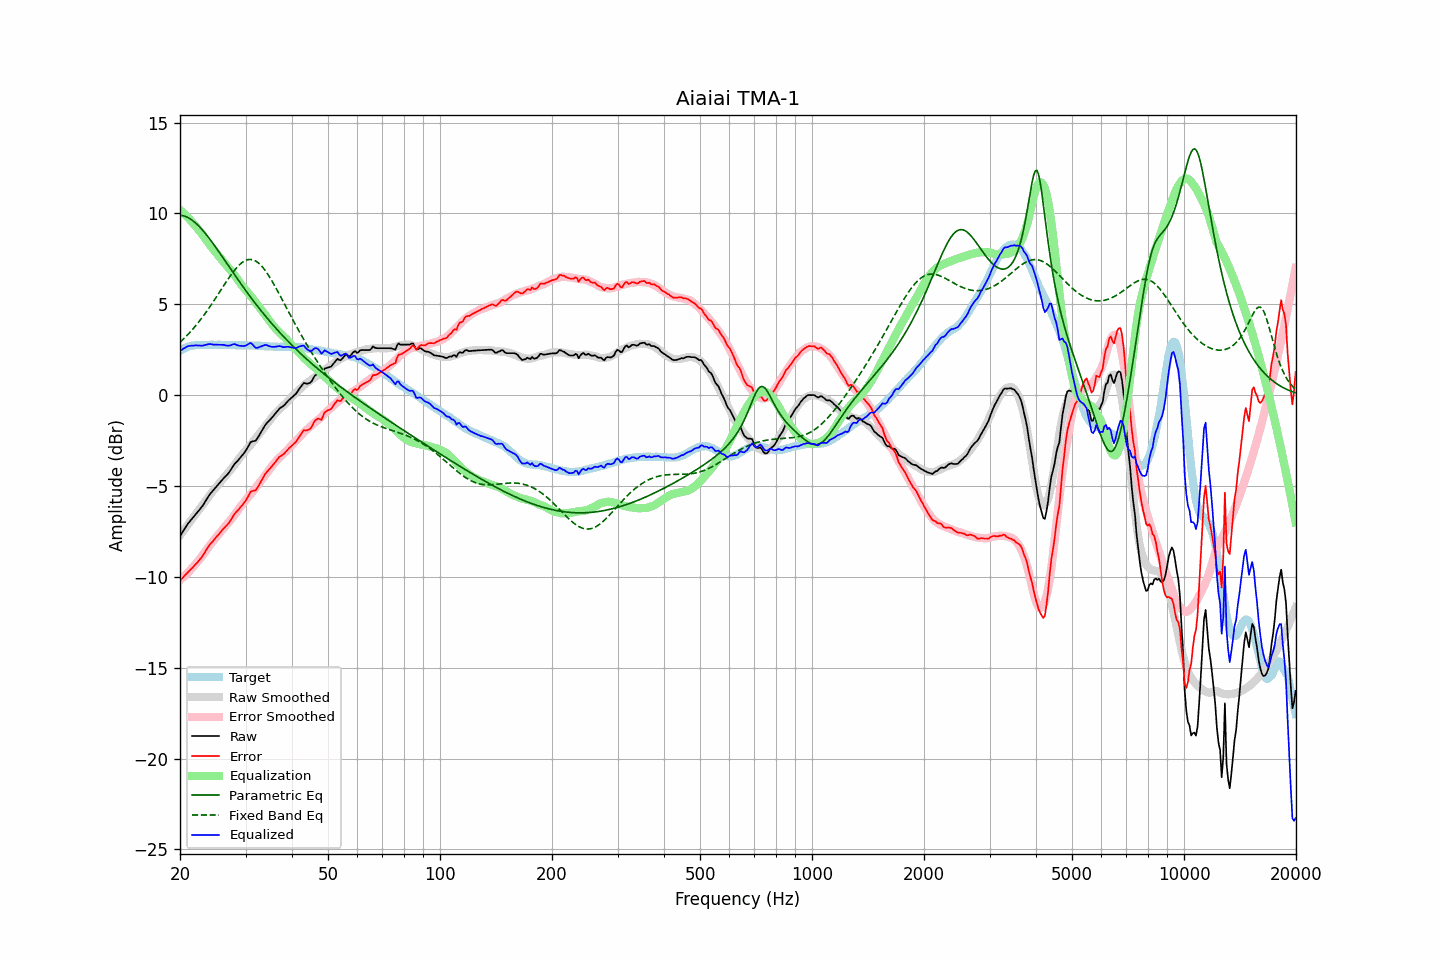 Aiaiai TMA-1
Amplitude (dBr)
15
10
5
0
−5
−10
−15
−20
−25
Target
Raw Smoothed
Error Smoothed
Raw
Error
Equalization
Parametric Eq
Fixed Band Eq
Equalized
20 50 100 200 500 1000 2000 5000 10000 20000
Frequency (Hz)